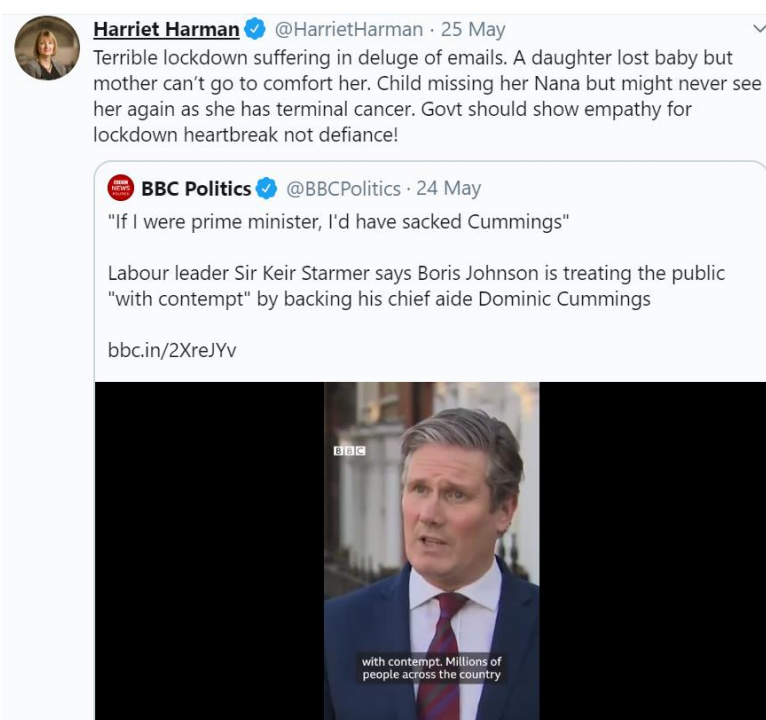 Harriet Harman @HarrietHarman · 25 May
Terrible lockdown suffering in deluge of emails. A daughter lost baby but
mother can't go to comfort her. Child missing her Nana but might never see
her again as she has terminal cancer. Govt should show empathy for
lockdown heartbreak not defiance!
BBC NEWS POLITICS
BBC Politics @BBCPolitics · 24 May
"If I were prime minister, I'd have sacked Cummings"
Labour leader Sir Keir Starmer says Boris Johnson is treating the public
"with contempt" by backing his chief aide Dominic Cummings
bbc.in/2XreJYv
BBC
with contempt. Millions of
people across the country